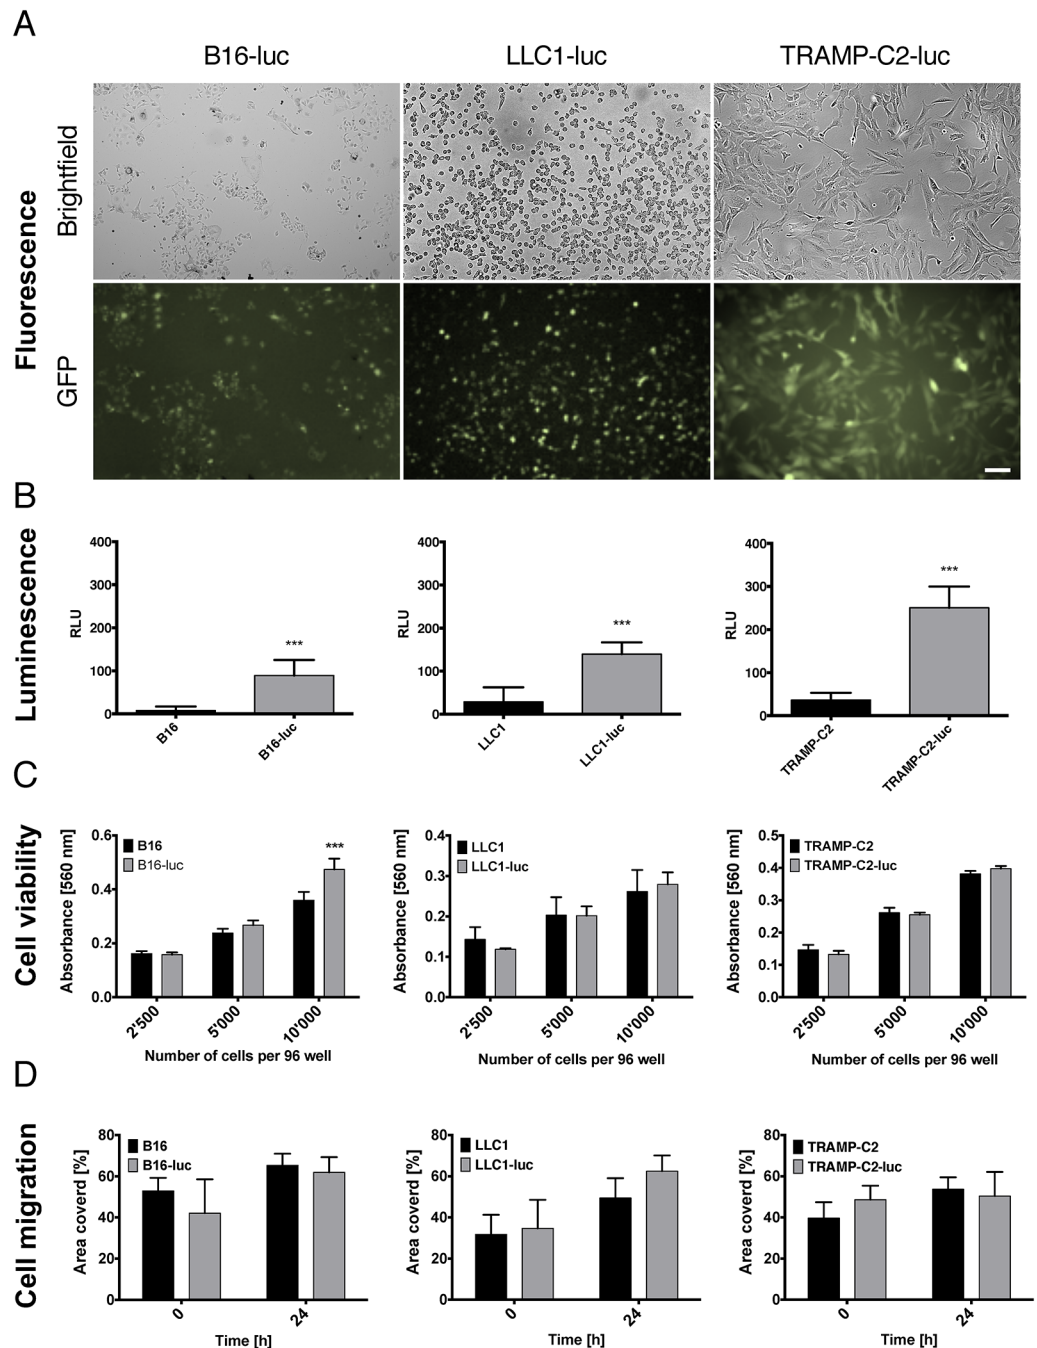 A
B16-luc LLC1-luc TRAMP-C2-luc
Fluorescence
Brightfield
GFP
B
Luminescence
400
300
200
100
0
RLU
***
B16
B16-luc
400
300
200
100
0
RLU
***
LLC1
LLC1-luc
400
300
200
100
0
RLU
***
TRAMP-C2
TRAMP-C2-luc
C
Cell viability
Absorbance [560 nm]
0.6
0.4
0.2
0.0
B16
B16-luc
***
2'500
5'000
10'000
Number of cells per 96 well
Absorbance [560 nm]
0.4
0.3
0.2
0.1
0.0
LLC1
LLC1-luc
2'500
5'000
10'000
Number of cells per 96 well
Absorbance [560 nm]
0.5
0.4
0.3
0.2
0.1
0.0
TRAMP-C2
TRAMP-C2-luc
2'500
5'000
10'000
Number of cells per 96 well
D
Cell migration
Area coverd [%]
80
60
40
20
0
B16
B16-luc
0
24
Time [h]
Area coverd [%]
80
60
40
20
0
LLC1
LLC1-luc
0
24
Time [h]
Area coverd [%]
80
60
40
20
0
TRAMP-C2
TRAMP-C2-luc
0
24
Time [h]